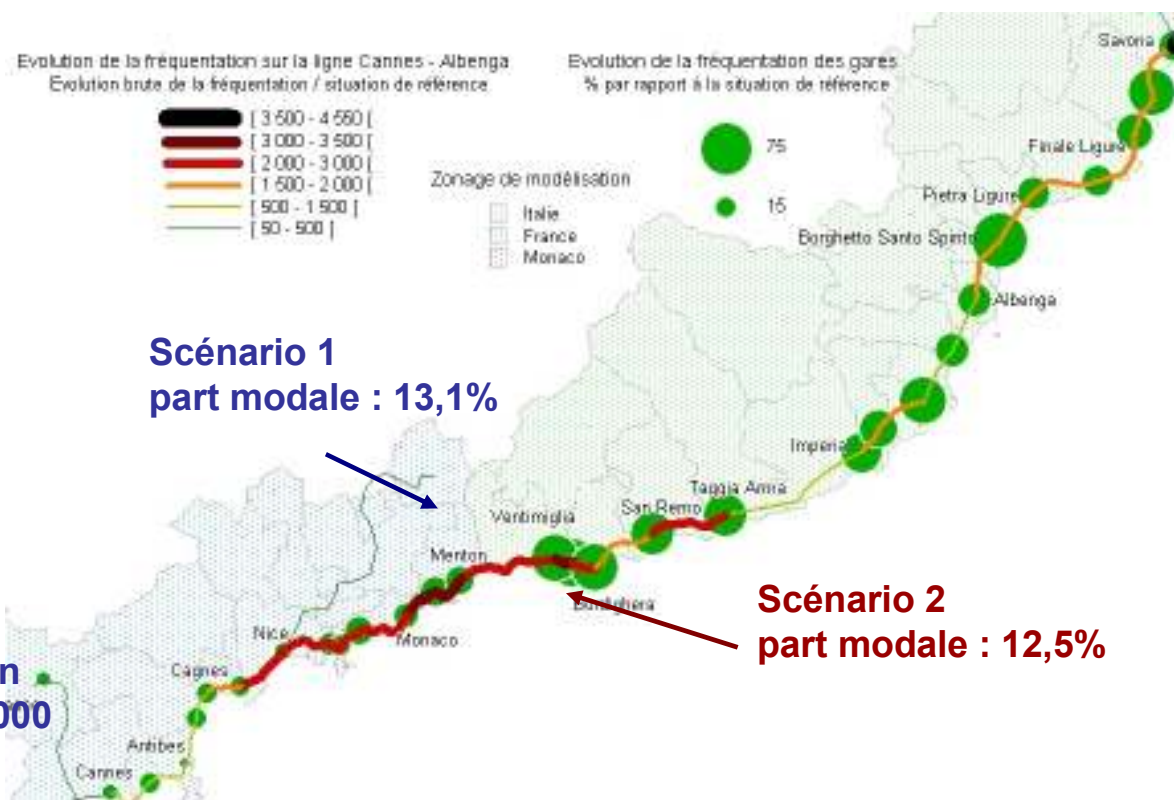 Evolution de la fréquentation sur la ligne Cannes - Albenga
Evolution brute de la fréquentation / situation de référence
[ 3 500 - 4 550 [
[ 3 000 - 3 500 [
[ 2 000 - 3 000 [
[ 1 500 - 2 000 [
[ 500 - 1 500 [
[ 50 - 500 [
Evolution de la fréquentation des gares
% par rapport à la situation de référence
75
15
Zonage de modélisation
Italie
France
Monaco
Savona
Finale Ligure
Pietra Ligure
Borghetto Santo Spirito
Albenga
Scénario 1
part modale : 13,1%
Imperia
Taggia Arma
San Remo
Ventimiglia
Menton
Bordighera
Scénario 2
part modale : 12,5%
Nice
Monaco
Cagnes
n
000
Antibes
Cannes